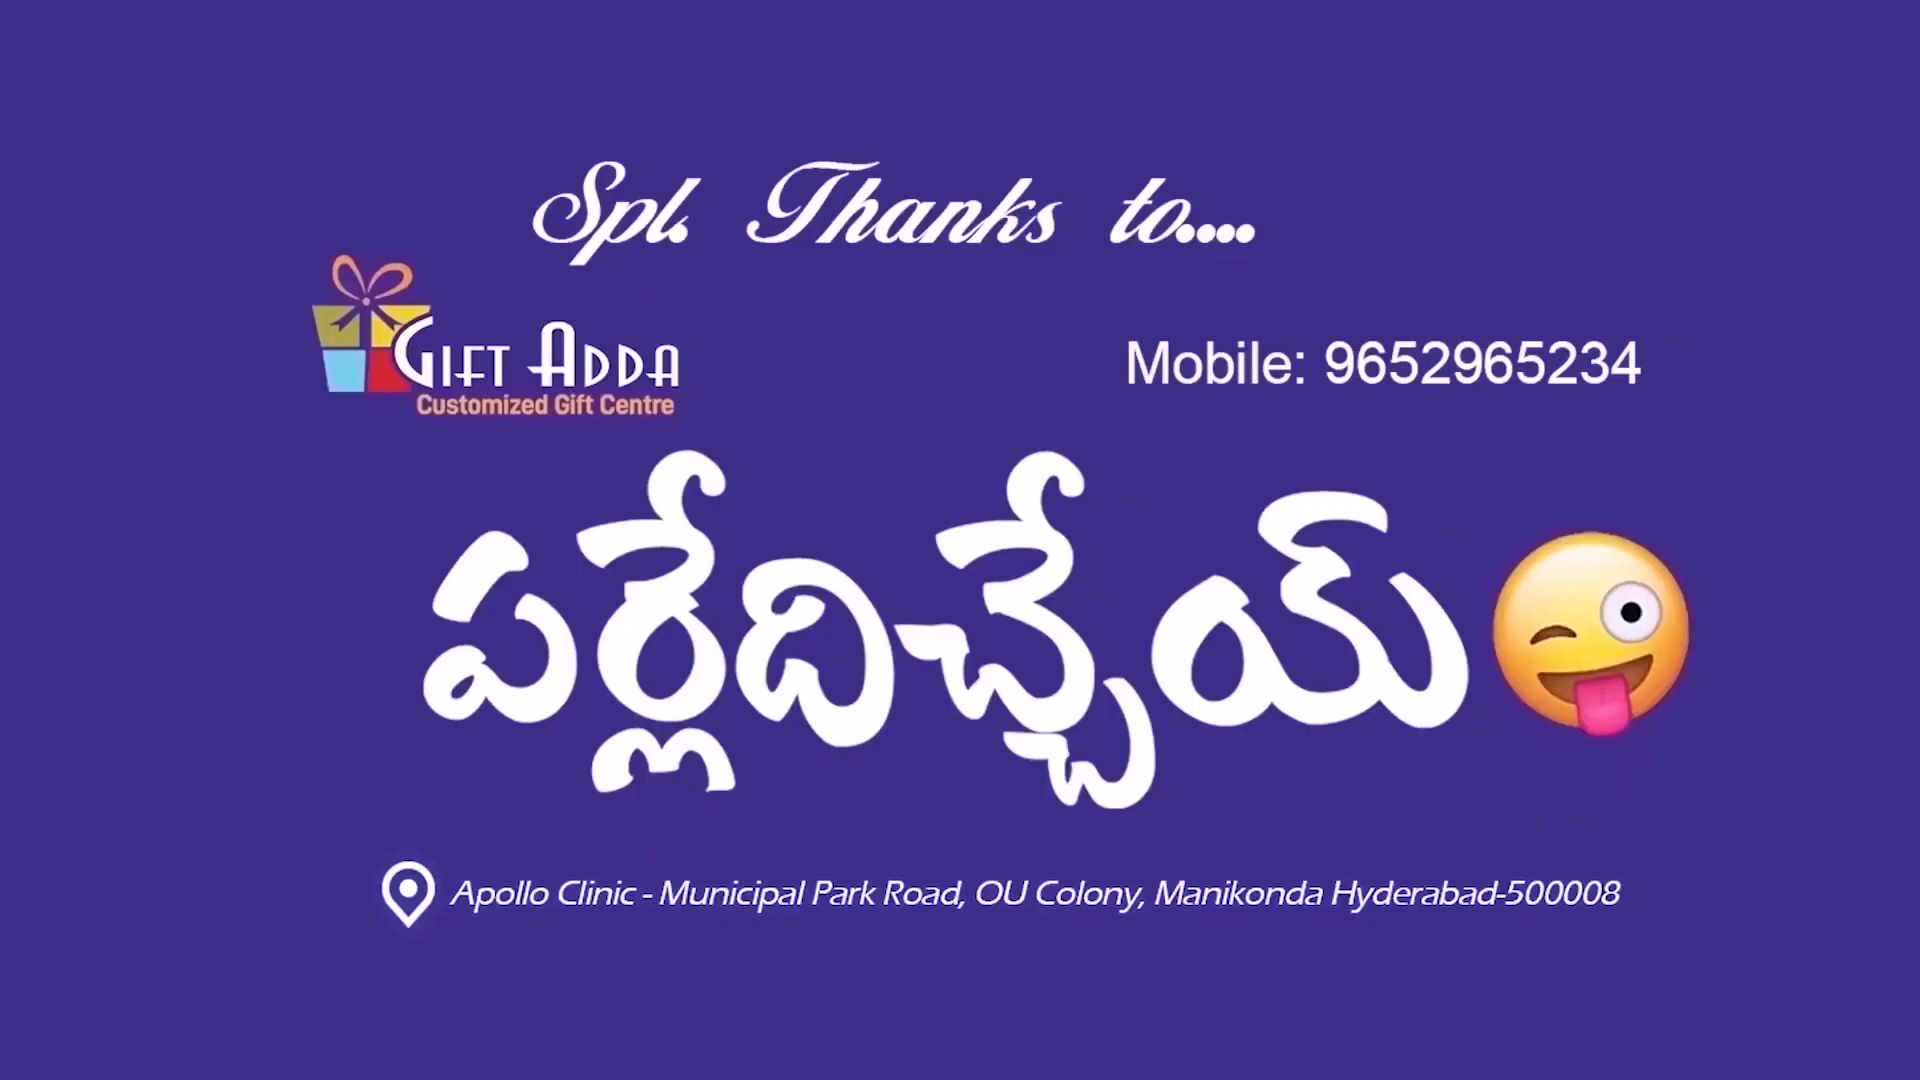 Spl. Thanks to....
GIFT ADDA
Customized Gift Centre
Mobile: 9652965234
పర్లేదిచ్చేయ్
Apollo Clinic - Municipal Park Road, OU Colony, Manikonda Hyderabad-500008